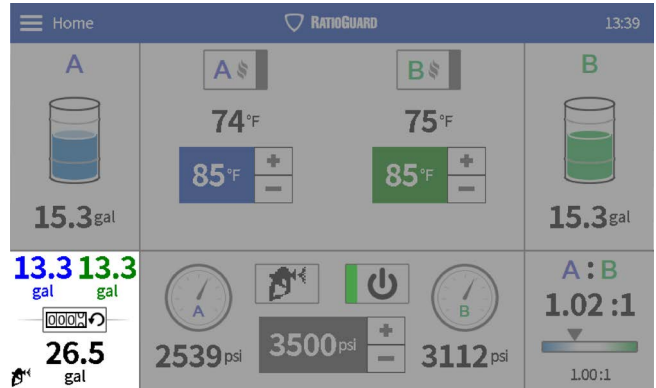 Home
RATIOGUARD
13:39
A
A
B
B
74°F
75°F
85°F
+
−
85°F
+
−
15.3gal
15.3gal
13.3 13.3
gal gal
0000
26.5
gal
A
2539psi
3500psi
+
−
B
3112psi
A:B
1.02 :1
1.00:1